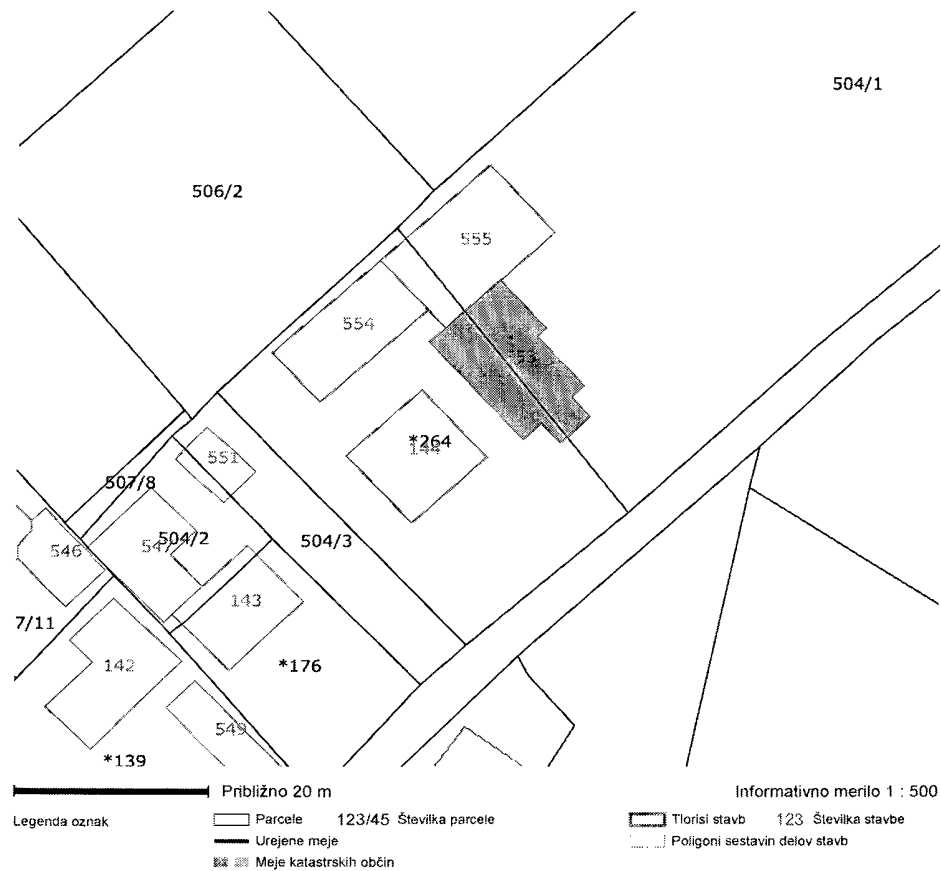 504/1
506/2
555
554
*264
144
551
507/8
504/2
504/3
546
143
7/11
142
*176
549
*139
Približno 20 m
Informativno merilo 1 : 500
Legenda oznak
Parcele 123/45 Številka parcele
Tlorisi stavb 123 Številka stavbe
Urejene meje
Poligoni sestavin delov stavb
Meje katastrskih občin